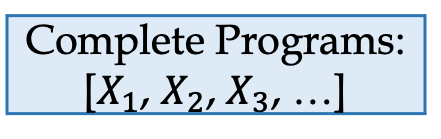 Complete Programs:
[X₁, X₂, X₃, ...]